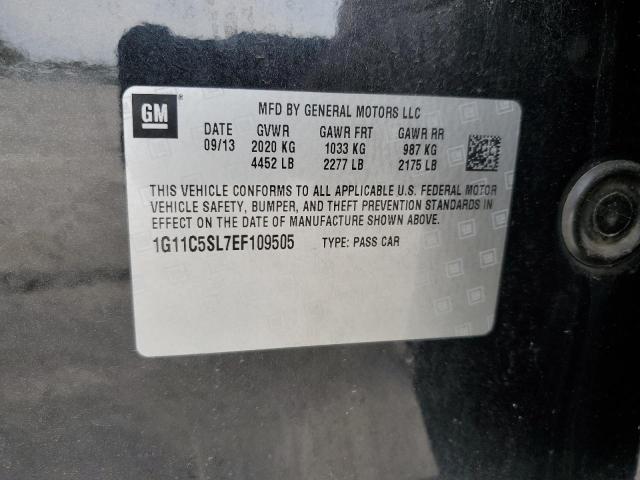 GM ®
MFD BY GENERAL MOTORS LLC
DATE GVWR GAWR FRT GAWR RR
09/13 2020 KG 1033 KG 987 KG
4452 LB 2277 LB 2175 LB
THIS VEHICLE CONFORMS TO ALL APPLICABLE U.S. FEDERAL MOTOR
VEHICLE SAFETY, BUMPER, AND THEFT PREVENTION STANDARDS IN
EFFECT ON THE DATE OF MANUFACTURE SHOWN ABOVE.
1G11C5SL7EF109505 TYPE: PASS CAR